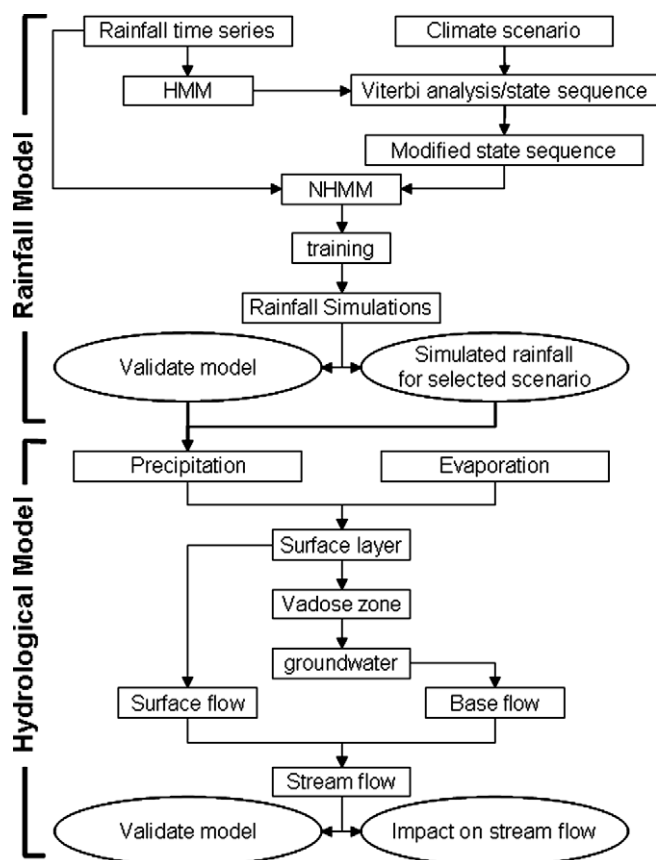 Rainfall Model
Rainfall time series
Climate scenario
HMM
Viterbi analysis/state sequence
Modified state sequence
NHMM
training
Rainfall Simulations
Validate model
Simulated rainfall
for selected scenario
Hydrological Model
Precipitation
Evaporation
Surface layer
Vadose zone
groundwater
Surface flow
Base flow
Stream flow
Validate model
Impact on stream flow